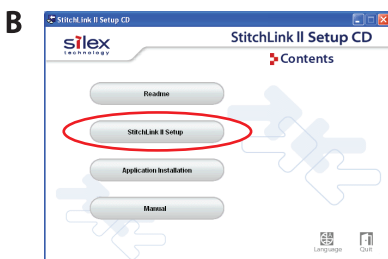 B
StitchLink II Setup CD
silex
technology
StitchLink II Setup CD
Contents
Readme
StitchLink II Setup
Application Installation
Manual
Language
Quit